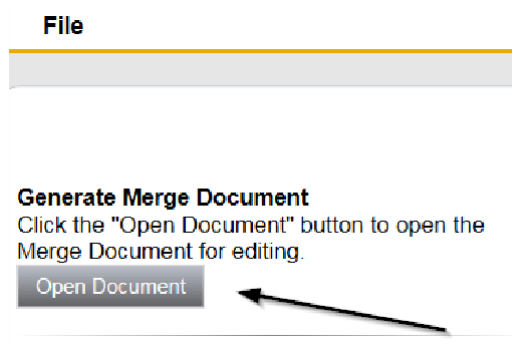 File
Generate Merge Document
Click the "Open Document" button to open the
Merge Document for editing.
Open Document